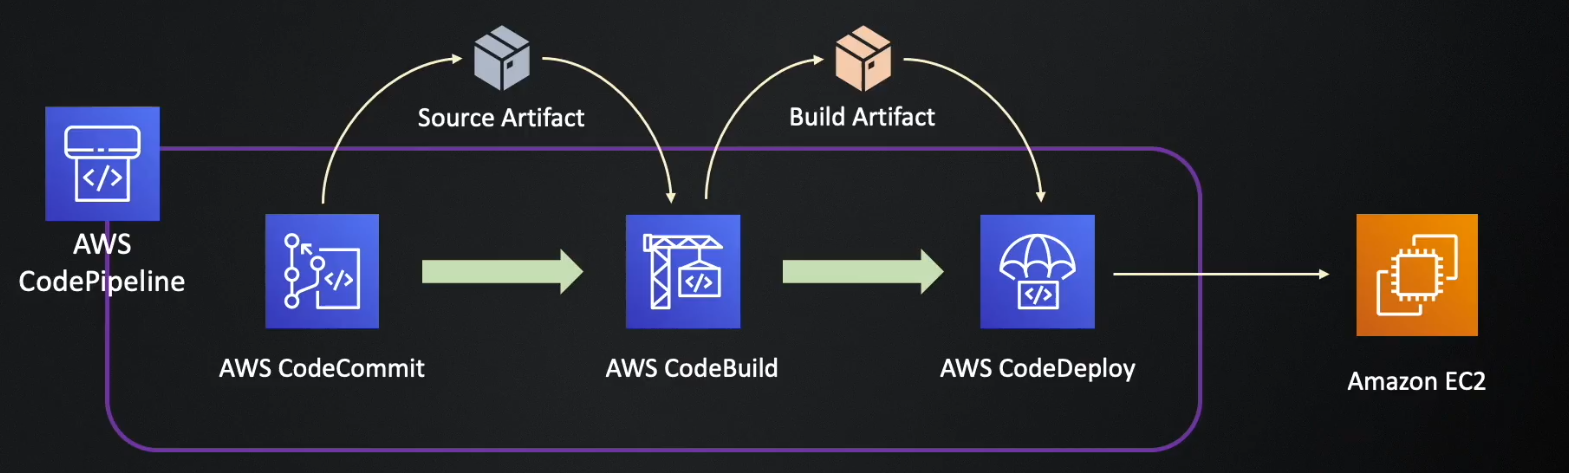 Source Artifact
Build Artifact
AWS
CodePipeline
</>
</>
</>
</>
AWS CodeCommit
AWS CodeBuild
AWS CodeDeploy
Amazon EC2